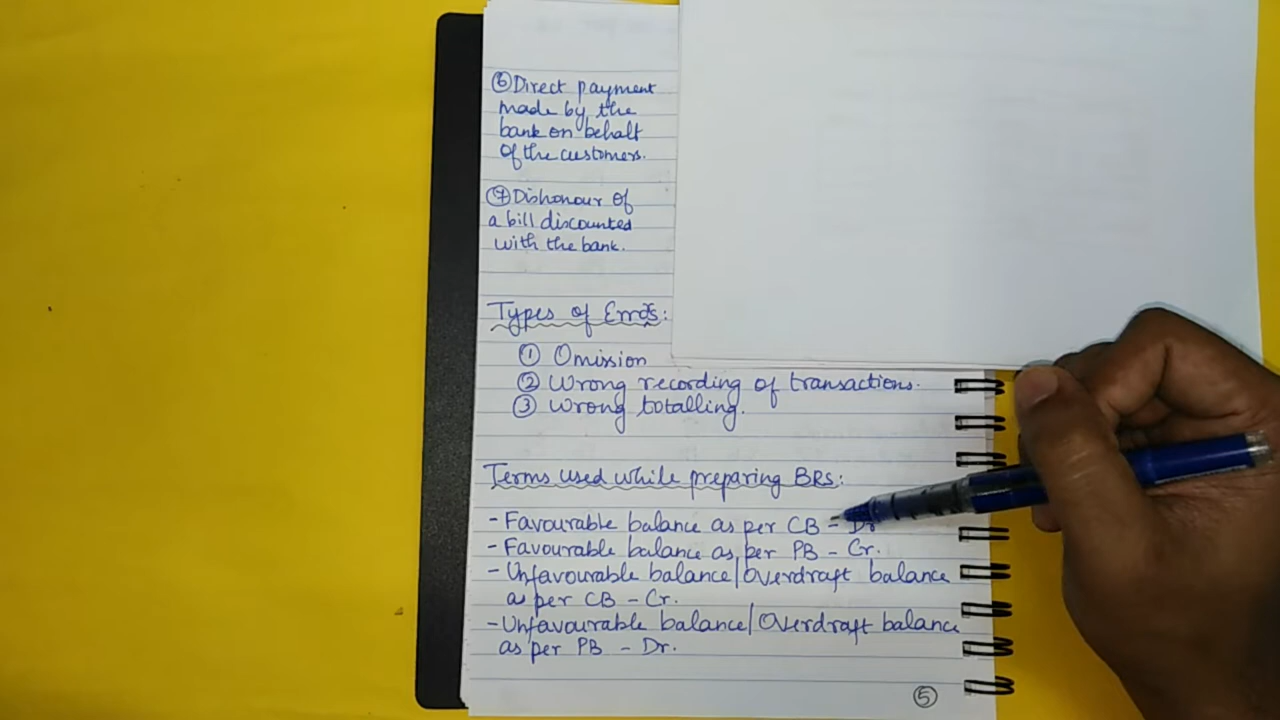 ⑥ Direct payment
made by the
bank on behalf
of the customers.
⑦ Dishonour of
a bill discounted
with the bank.
Types of Errors:
① Omission
② Wrong recording of transactions.
③ Wrong totalling.
Terms used while preparing BRS:
- Favourable balance as per CB - Dr
- Favourable balance as per PB - Cr.
- Unfavourable balance/Overdraft balance
as per CB - Cr.
- Unfavourable balance/Overdraft balance
as per PB - Dr.
⑤